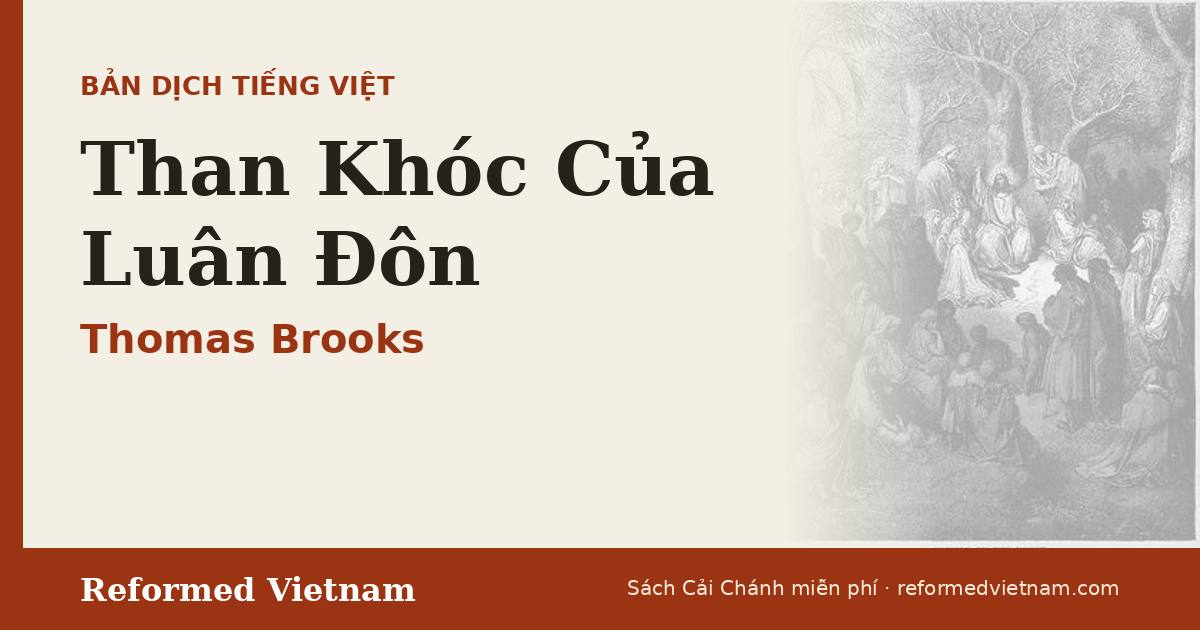 BẢN DỊCH TIẾNG VIỆT
Than Khóc Của
Luân Đôn
Thomas Brooks
Reformed Vietnam
Sách Cải Chánh miễn phí · reformedvietnam.com